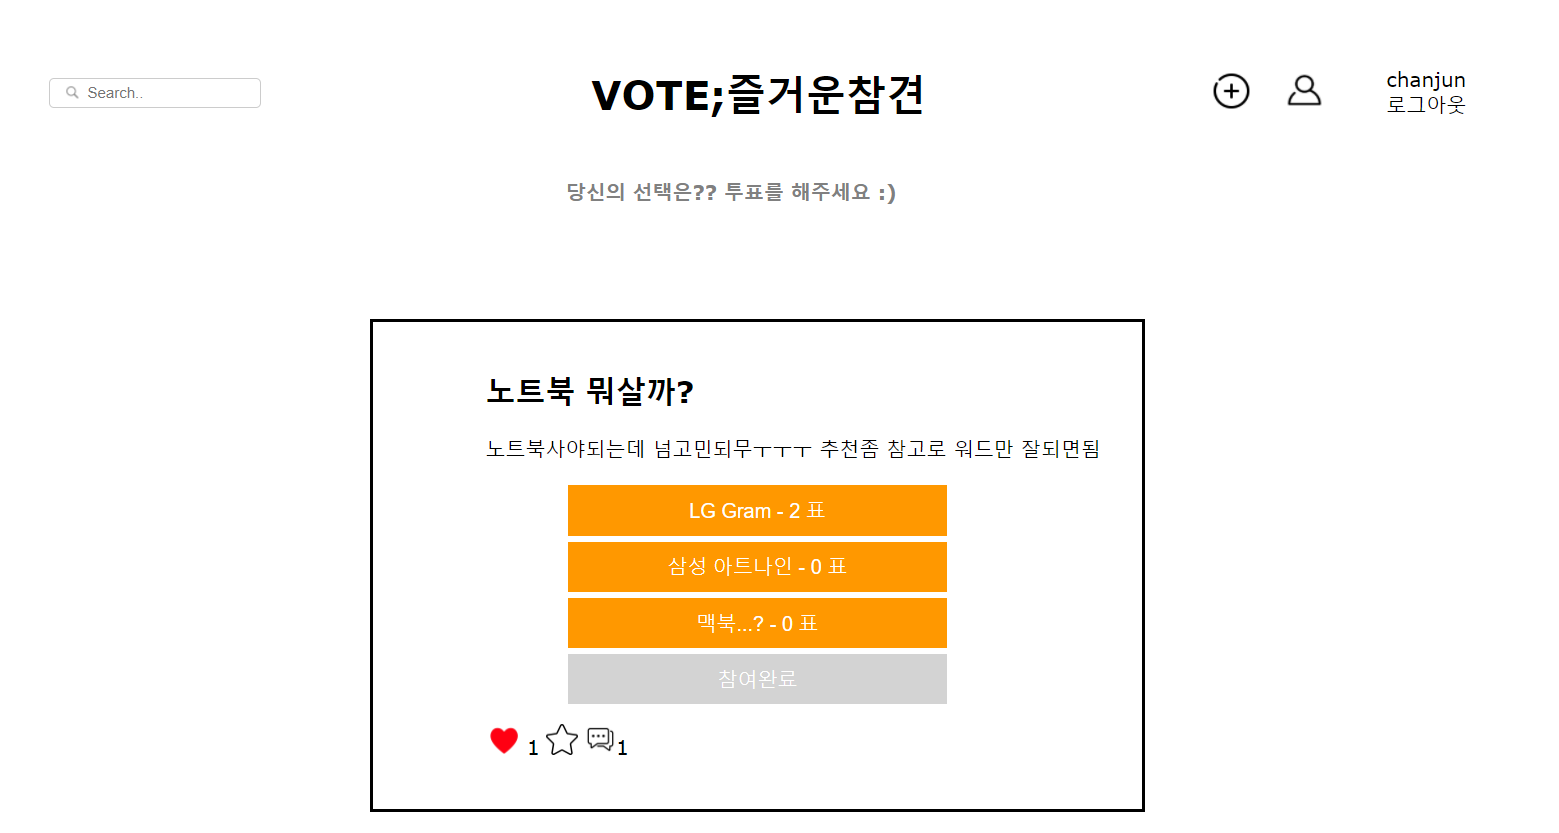 Search..
VOTE;즐거운참견
chanjun
로그아웃
당신의 선택은?? 투표를 해주세요 :)
노트북 뭐살까?
노트북사야되는데 넘고민되무ㅜㅜㅜ 추천좀 참고로 워드만 잘되면됨
LG Gram - 2 표
삼성 아트나인 - 0 표
맥북...? - 0 표
참여완료
1 1